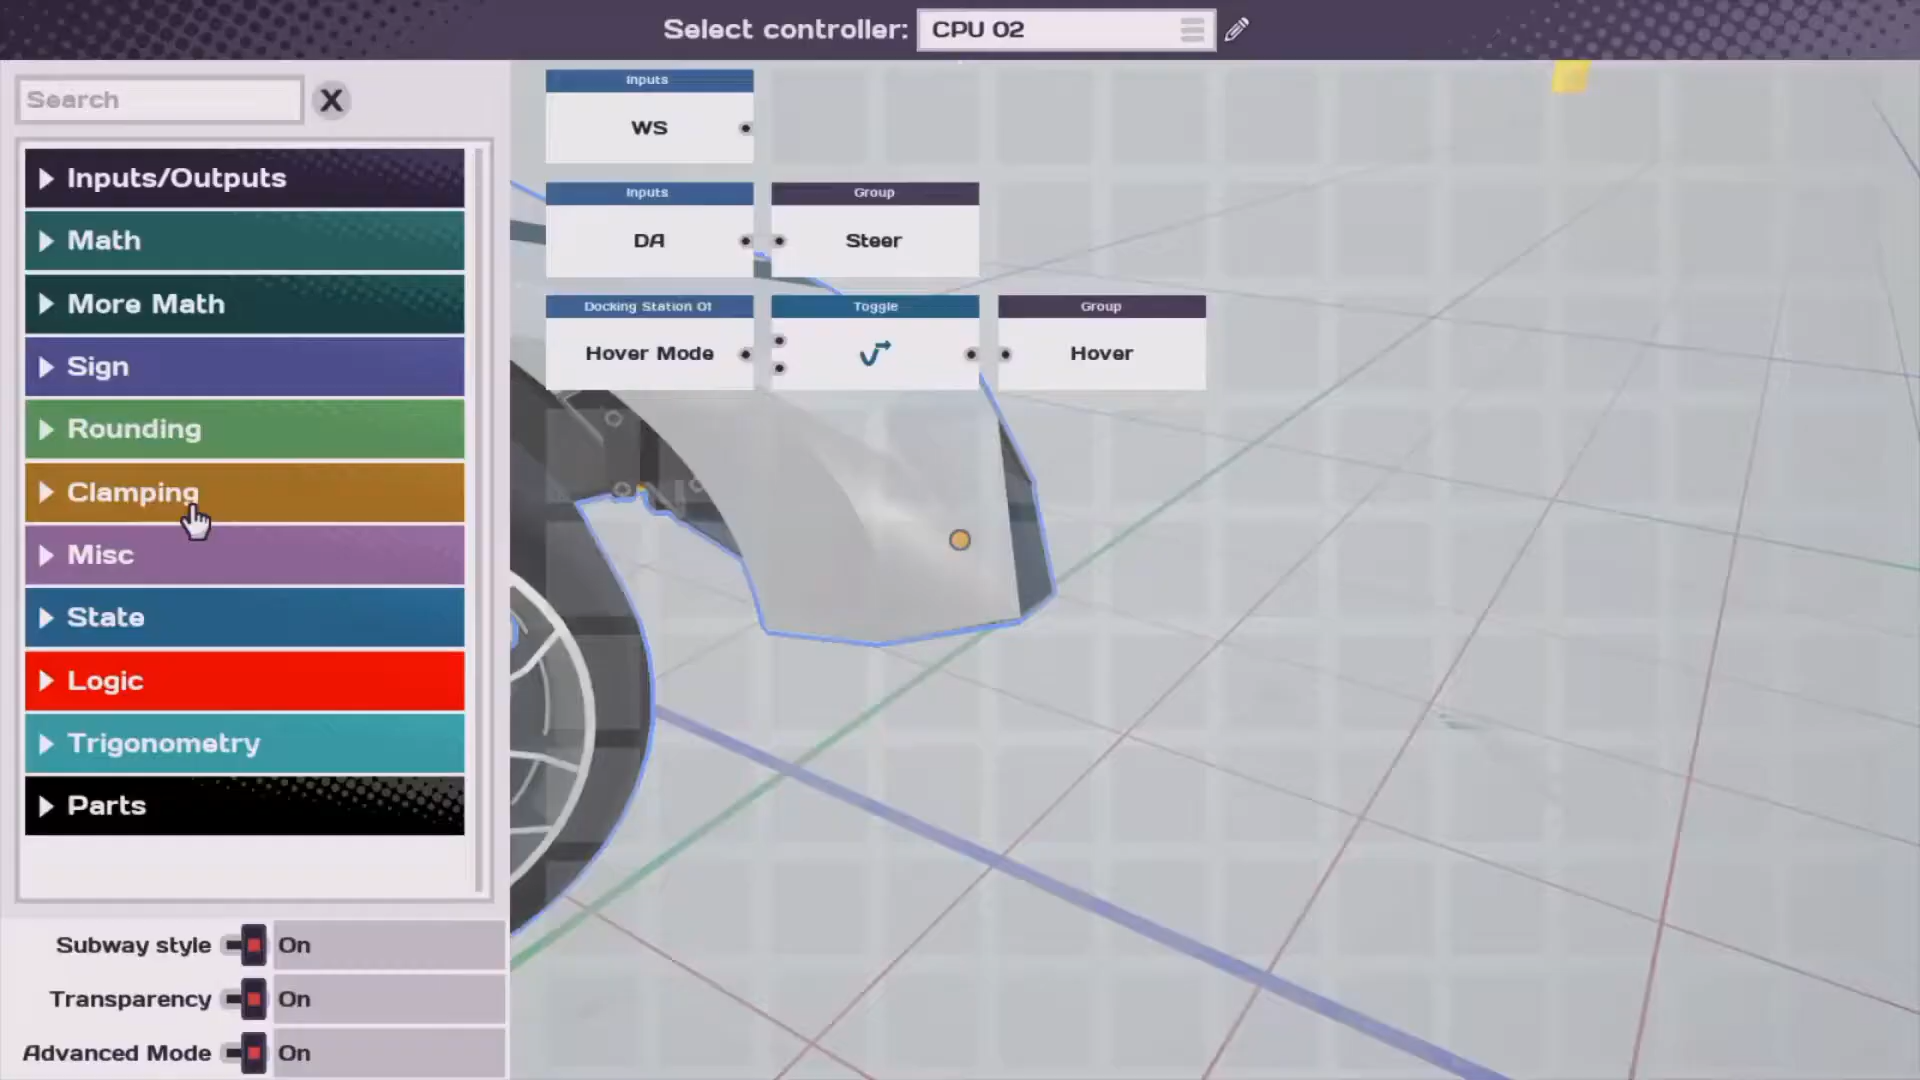 Select controller: CPU 02
Search X
Inputs/Outputs
Math
More Math
Sign
Rounding
Clamping
Misc
State
Logic
Trigonometry
Parts
Subway style On
Transparency On
Advanced Mode On
Inputs
WS
Inputs Group
DA Steer
Docking Station 01 Toggle Group
Hover Mode Hover